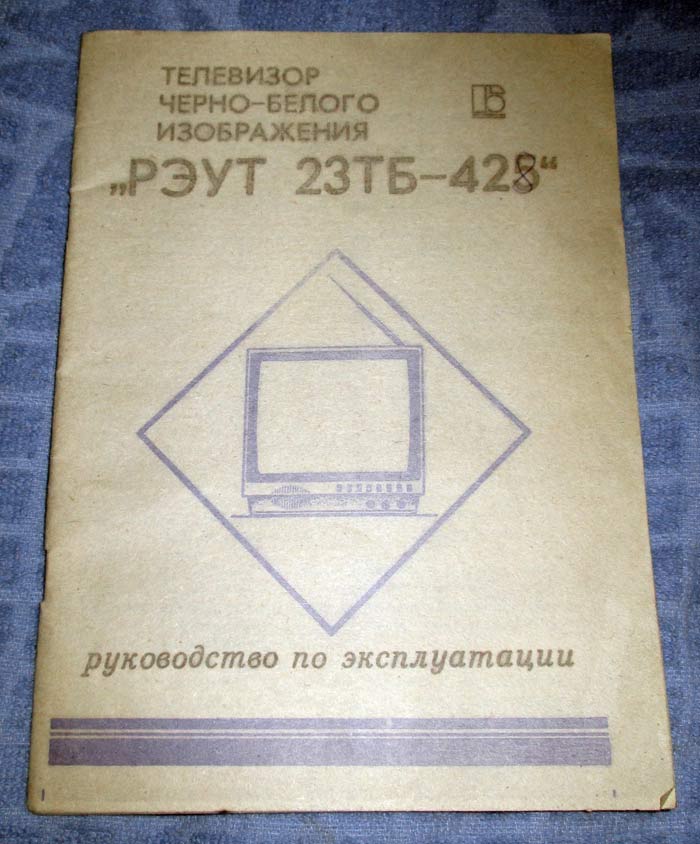 ТЕЛЕВИЗОР
ЧЕРНО-БЕЛОГО
ИЗОБРАЖЕНИЯ
„РЭУТ 23ТБ-428“
руководство по эксплуатации